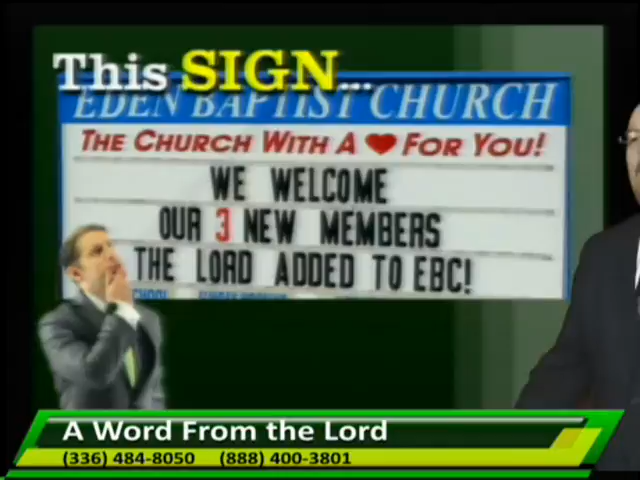 This SIGN...
EDEN BAPTIST CHURCH
THE CHURCH WITH A ❤ FOR YOU!
WE WELCOME
OUR 3 NEW MEMBERS
THE LORD ADDED TO EBC!
A Word From the Lord
(336) 484-8050 (888) 400-3801